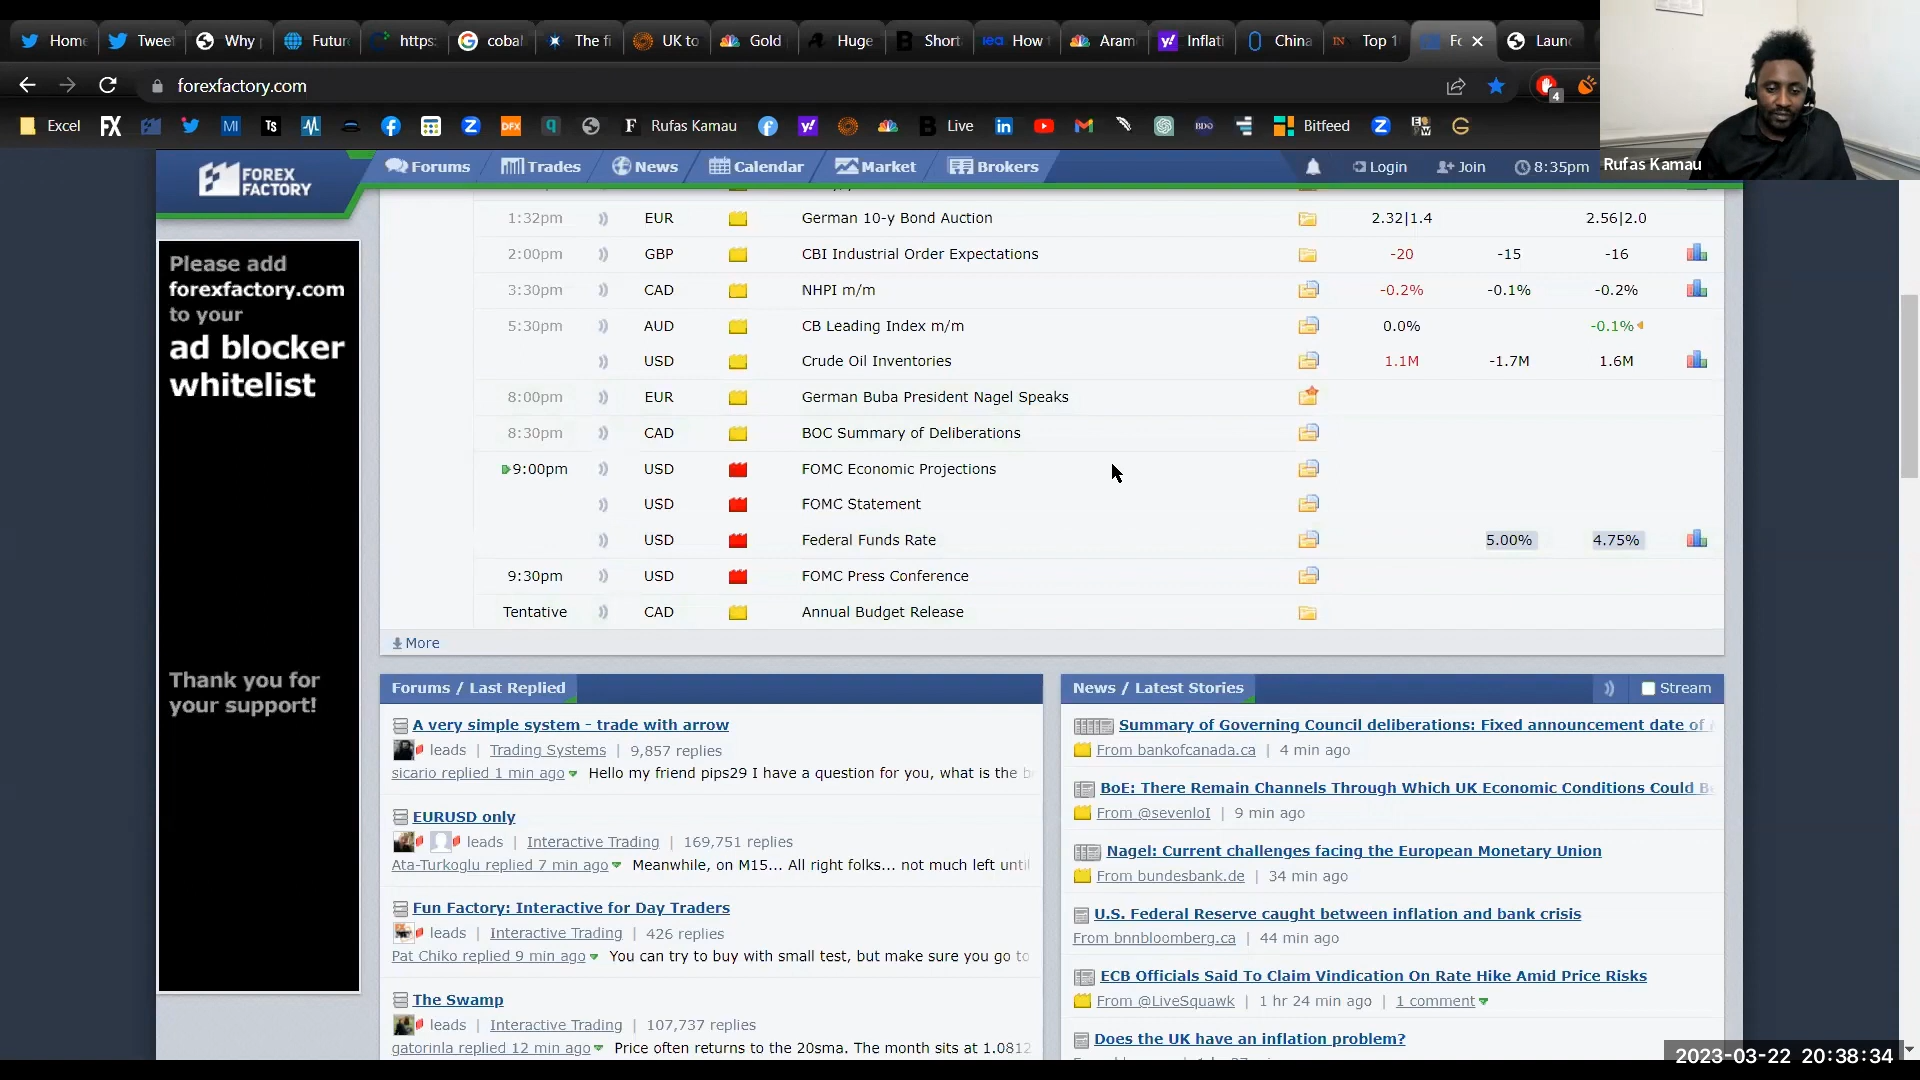 Home
Tweet
Why
Futur
https:
cobal
The fi
UK to
Gold
Huge
Short
How
Aram
Inflati
China
Top 1
Fo
Laun
forexfactory.com
4
Excel
Rufas Kamau
Live
Bitfeed
Rufas Kamau
FOREX
FACTORY
Forums
Trades
News
Calendar
Market
Brokers
Login
Join
8:35pm
Please add
forexfactory.com
to your
ad blocker
whitelist
Thank you for
your support!
1:32pm EUR German 10-y Bond Auction 2.32|1.4 2.56|2.0
2:00pm GBP CBI Industrial Order Expectations -20 -15 -16
3:30pm CAD NHPI m/m -0.2% -0.1% -0.2%
5:30pm AUD CB Leading Index m/m 0.0% -0.1%
USD Crude Oil Inventories 1.1M -1.7M 1.6M
8:00pm EUR German Buba President Nagel Speaks
8:30pm CAD BOC Summary of Deliberations
9:00pm USD FOMC Economic Projections
USD FOMC Statement
USD Federal Funds Rate 5.00% 4.75%
9:30pm USD FOMC Press Conference
Tentative CAD Annual Budget Release
More
Forums / Last Replied
A very simple system - trade with arrow
leads | Trading Systems | 9,857 replies
sicario replied 1 min ago Hello my friend pips29 I have a question for you, what is the
EURUSD only
leads | Interactive Trading | 169,751 replies
Ata-Turkoglu replied 7 min ago Meanwhile, on M15... All right folks... not much left until
Fun Factory: Interactive for Day Traders
leads | Interactive Trading | 426 replies
Pat Chiko replied 9 min ago You can try to buy with small test, but make sure you go to
The Swamp
leads | Interactive Trading | 107,737 replies
gatorinla replied 12 min ago Price often returns to the 20sma. The month sits at 1.0812
News / Latest Stories
Stream
Summary of Governing Council deliberations: Fixed announcement date of
From bankofcanada.ca | 4 min ago
BoE: There Remain Channels Through Which UK Economic Conditions Could
From @sevenloI | 9 min ago
Nagel: Current challenges facing the European Monetary Union
From bundesbank.de | 34 min ago
U.S. Federal Reserve caught between inflation and bank crisis
From bnnbloomberg.ca | 44 min ago
ECB Officials Said To Claim Vindication On Rate Hike Amid Price Risks
From @LiveSquawk | 1 hr 24 min ago | 1 comment
Does the UK have an inflation problem?
2023-03-22 20:38:34